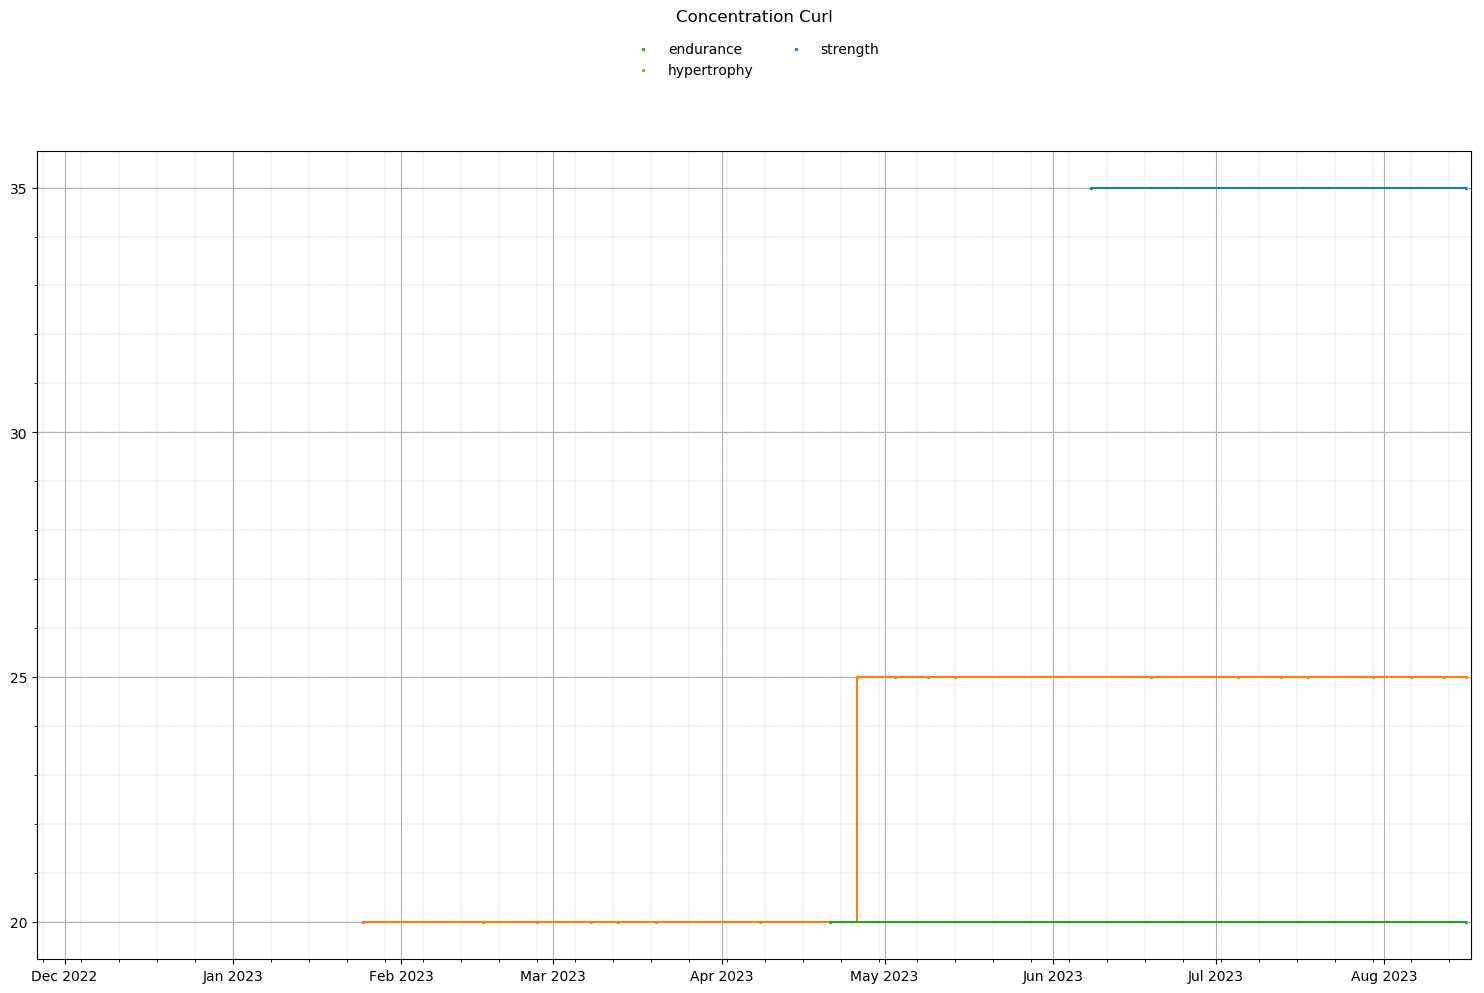 Concentration Curl
endurance strength
hypertrophy
35
30
25
20
Dec 2022 Jan 2023 Feb 2023 Mar 2023 Apr 2023 May 2023 Jun 2023 Jul 2023 Aug 2023